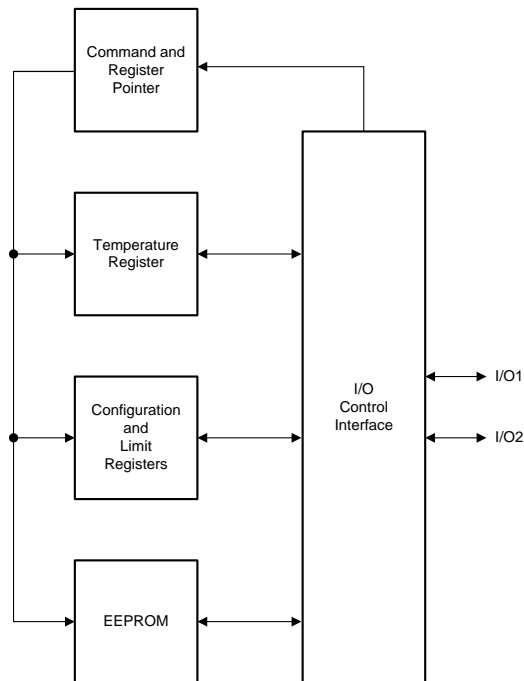 Command and
Register
Pointer
Temperature
Register
Configuration
and
Limit
Registers
EEPROM
I/O
Control
Interface
I/O1
I/O2